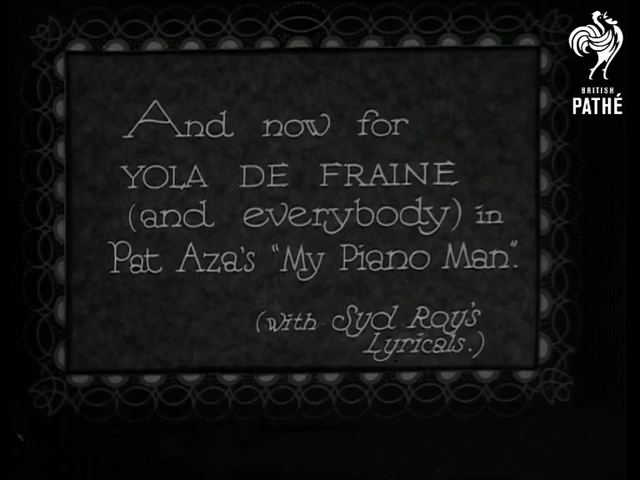 And now for
YOLA DE FRAINE
(and everybody) in
Pat Aza's "My Piano Man".
(with Syd Roy's
Lyricals.)
BRITISH
PATHÉ